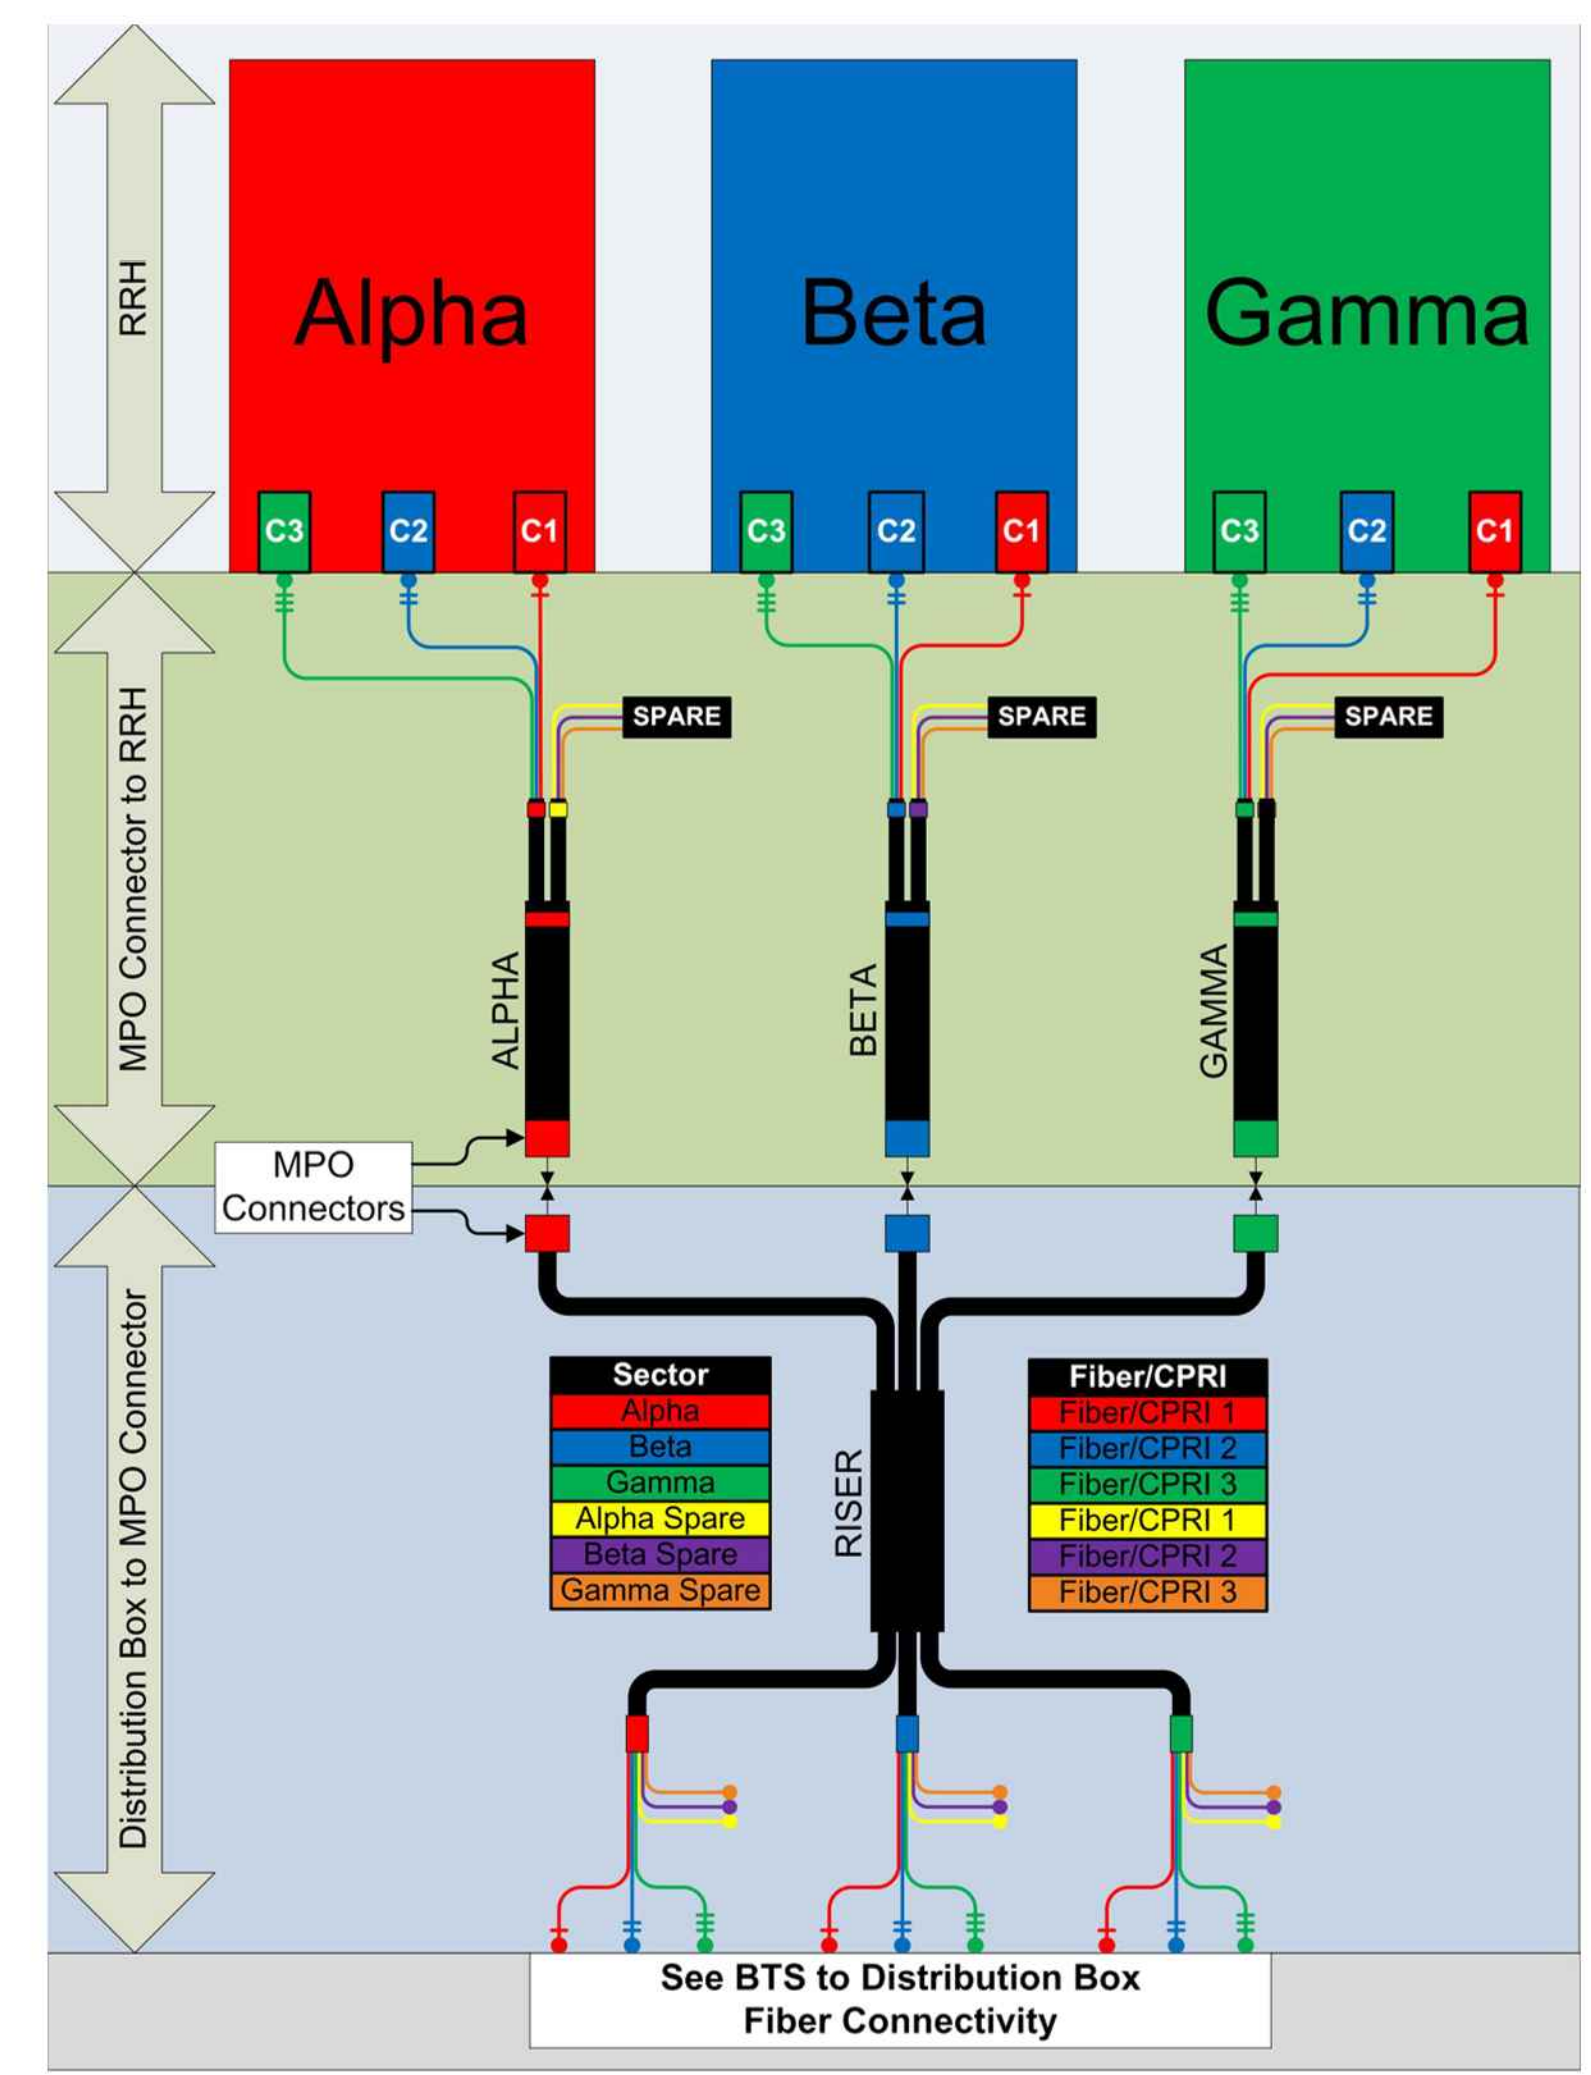 RRH
Alpha
Beta
Gamma
C3
C2
C1
C3
C2
C1
C3
C2
C1
MPO Connector to RRH
SPARE
SPARE
SPARE
ALPHA
BETA
GAMMA
MPO
Connectors
Distribution Box to MPO Connector
Sector
Alpha
Beta
Gamma
Alpha Spare
Beta Spare
Gamma Spare
RISER
Fiber/CPRI
Fiber/CPRI 1
Fiber/CPRI 2
Fiber/CPRI 3
Fiber/CPRI 1
Fiber/CPRI 2
Fiber/CPRI 3
See BTS to Distribution Box
Fiber Connectivity